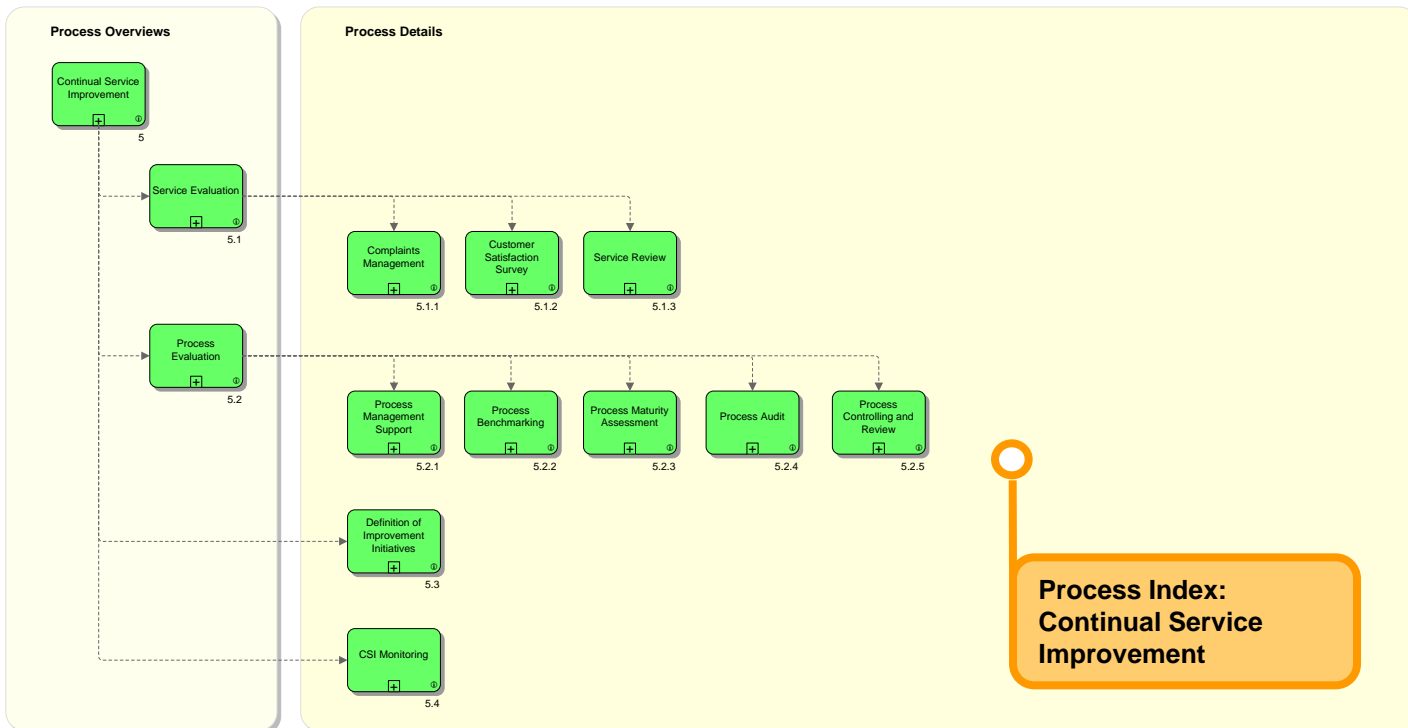 Process Overviews
Process Details
Continual Service
Improvement
5
Service Evaluation
5.1
Complaints
Management
5.1.1
Customer
Satisfaction
Survey
5.1.2
Service Review
5.1.3
Process
Evaluation
5.2
Process
Management
Support
5.2.1
Process
Benchmarking
5.2.2
Process Maturity
Assessment
5.2.3
Process Audit
5.2.4
Process
Controlling and
Review
5.2.5
Definition of
Improvement
Initiatives
5.3
CSI Monitoring
5.4
Process Index:
Continual Service
Improvement